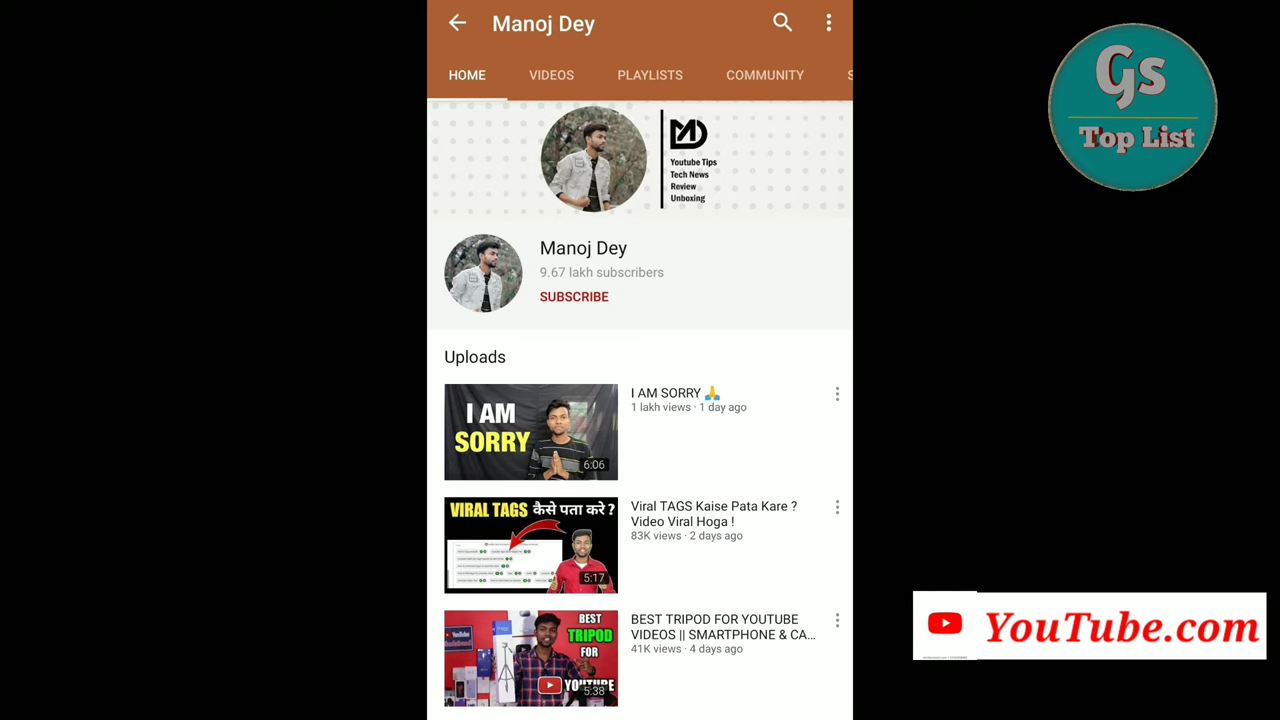 Manoj Dey
HOME VIDEOS PLAYLISTS COMMUNITY S
MD
Youtube Tips
Tech News
Review
Unboxing
Manoj Dey
9.67 lakh subscribers
SUBSCRIBE
Uploads
I AM
SORRY
6:06
I AM SORRY 🙏
1 lakh views · 1 day ago
VIRAL TAGS कैसे पता करे ?
5:17
Viral TAGS Kaise Pata Kare ?
Video Viral Hoga !
83K views · 2 days ago
BEST
TRIPOD
FOR
YOUTUBE
5:38
BEST TRIPOD FOR YOUTUBE
VIDEOS || SMARTPHONE & CA...
41K views · 4 days ago
Gs
Top List
YouTube.com